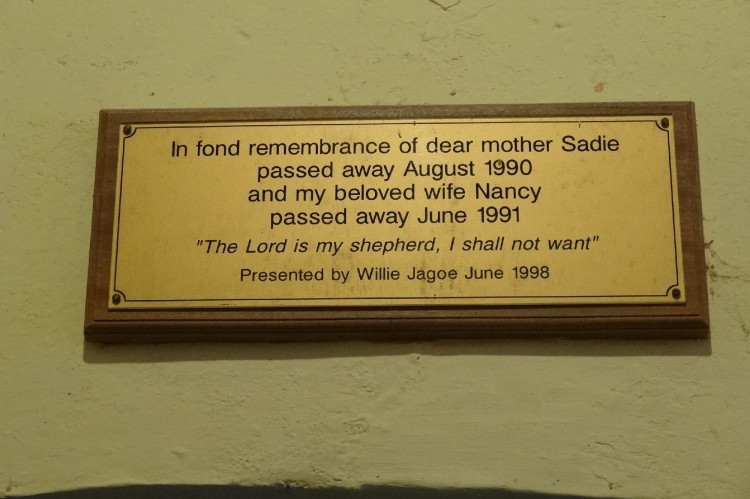 In fond remembrance of dear mother Sadie
passed away August 1990
and my beloved wife Nancy
passed away June 1991
"The Lord is my shepherd, I shall not want"
Presented by Willie Jagoe June 1998